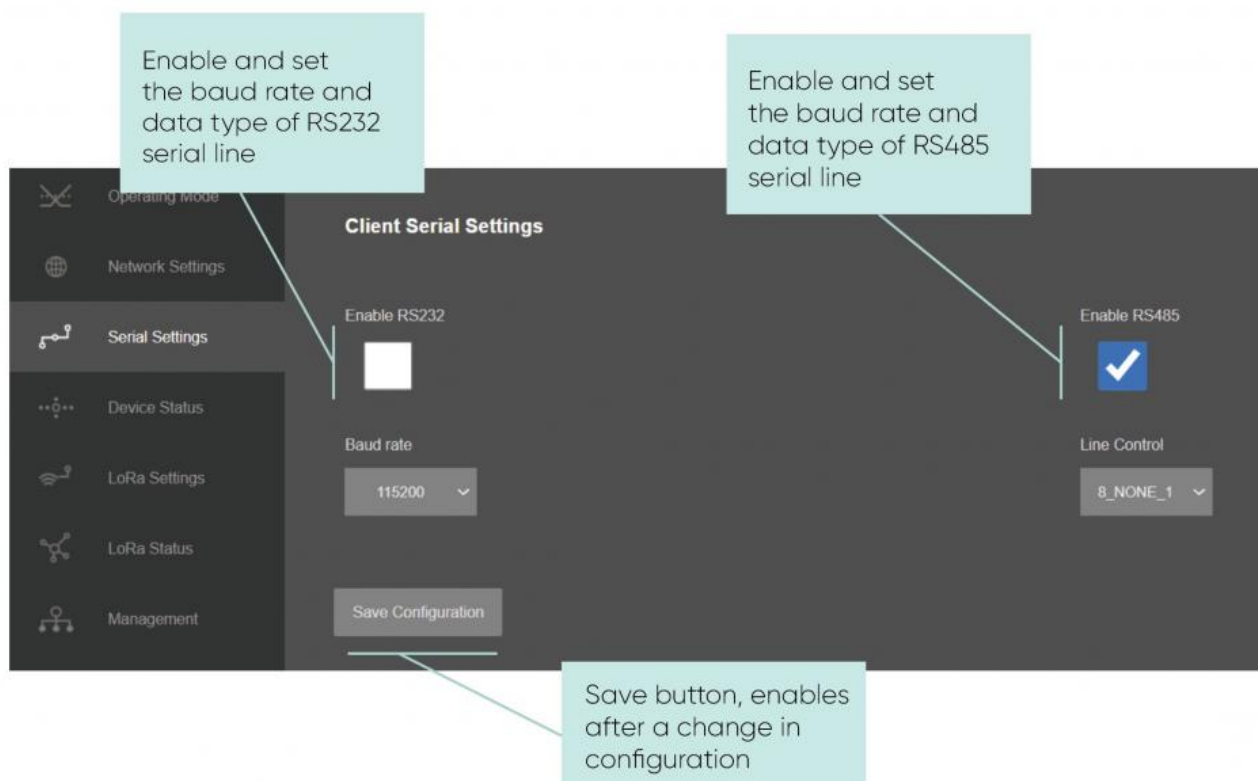 Enable and set
the baud rate and
data type of RS232
serial line
Enable and set
the baud rate and
data type of RS485
serial line
Operating Mode
Network Settings
Serial Settings
Device Status
LoRa Settings
LoRa Status
Management
Client Serial Settings
Enable RS232
Enable RS485
Baud rate
Line Control
115200
8_NONE_1
Save Configuration
Save button, enables
after a change in
configuration